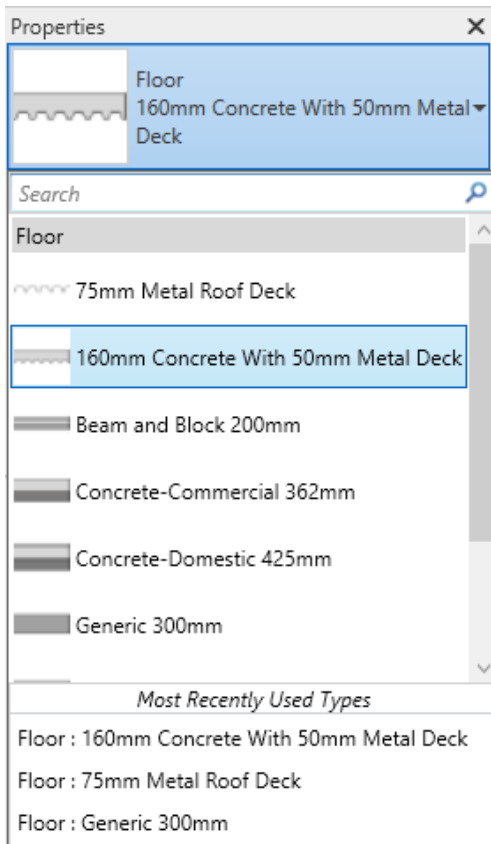 Properties
Floor
160mm Concrete With 50mm Metal
Deck
Search
Floor
75mm Metal Roof Deck
160mm Concrete With 50mm Metal Deck
Beam and Block 200mm
Concrete-Commercial 362mm
Concrete-Domestic 425mm
Generic 300mm
Most Recently Used Types
Floor : 160mm Concrete With 50mm Metal Deck
Floor : 75mm Metal Roof Deck
Floor : Generic 300mm